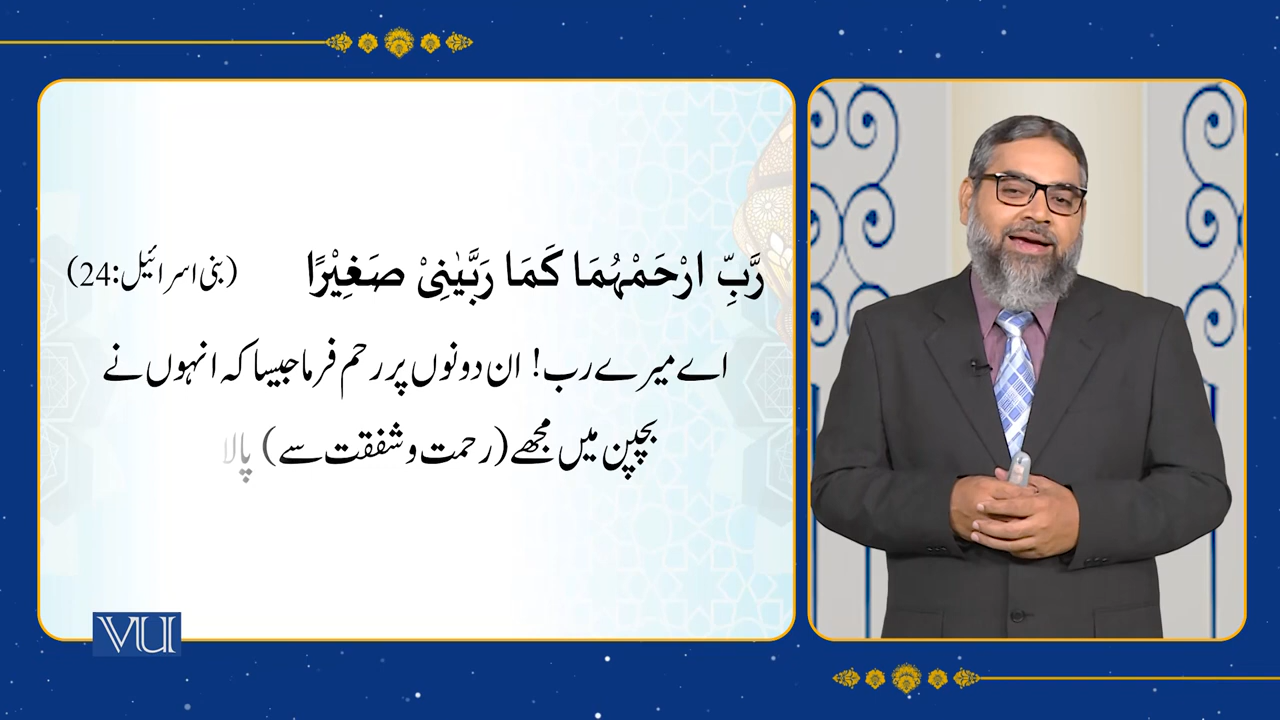 رَّبِّ ارْحَمْہُمَا کَمَا رَبَّیٰنِیْ صَغِیْرًا (بنی اسرائیل:24)
اے میرے رب! ان دونوں پر رحم فرما جیسا کہ انہوں نے
بچپن میں مجھے (رحمت و شفقت سے) پالا
VU